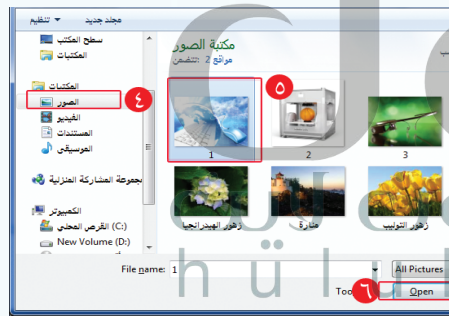 تنظيم ▼ مجلد جديد
سطح المكتب
المكتبات
المكتبات
الصور
٤
الفيديو
المستندات
الموسيقى
مجموعة المشاركة المنزلية
الكمبيوتر
القرص المحلي (C:)
New Volume (D:)
مكتبة الصور
تتضمن: 2 مواقع
٥
1
2
3
زهور الهيدرانجيا
منارة
زهور التوليب
File name: 1
All Pictures
٦
Open
حلول
hülul